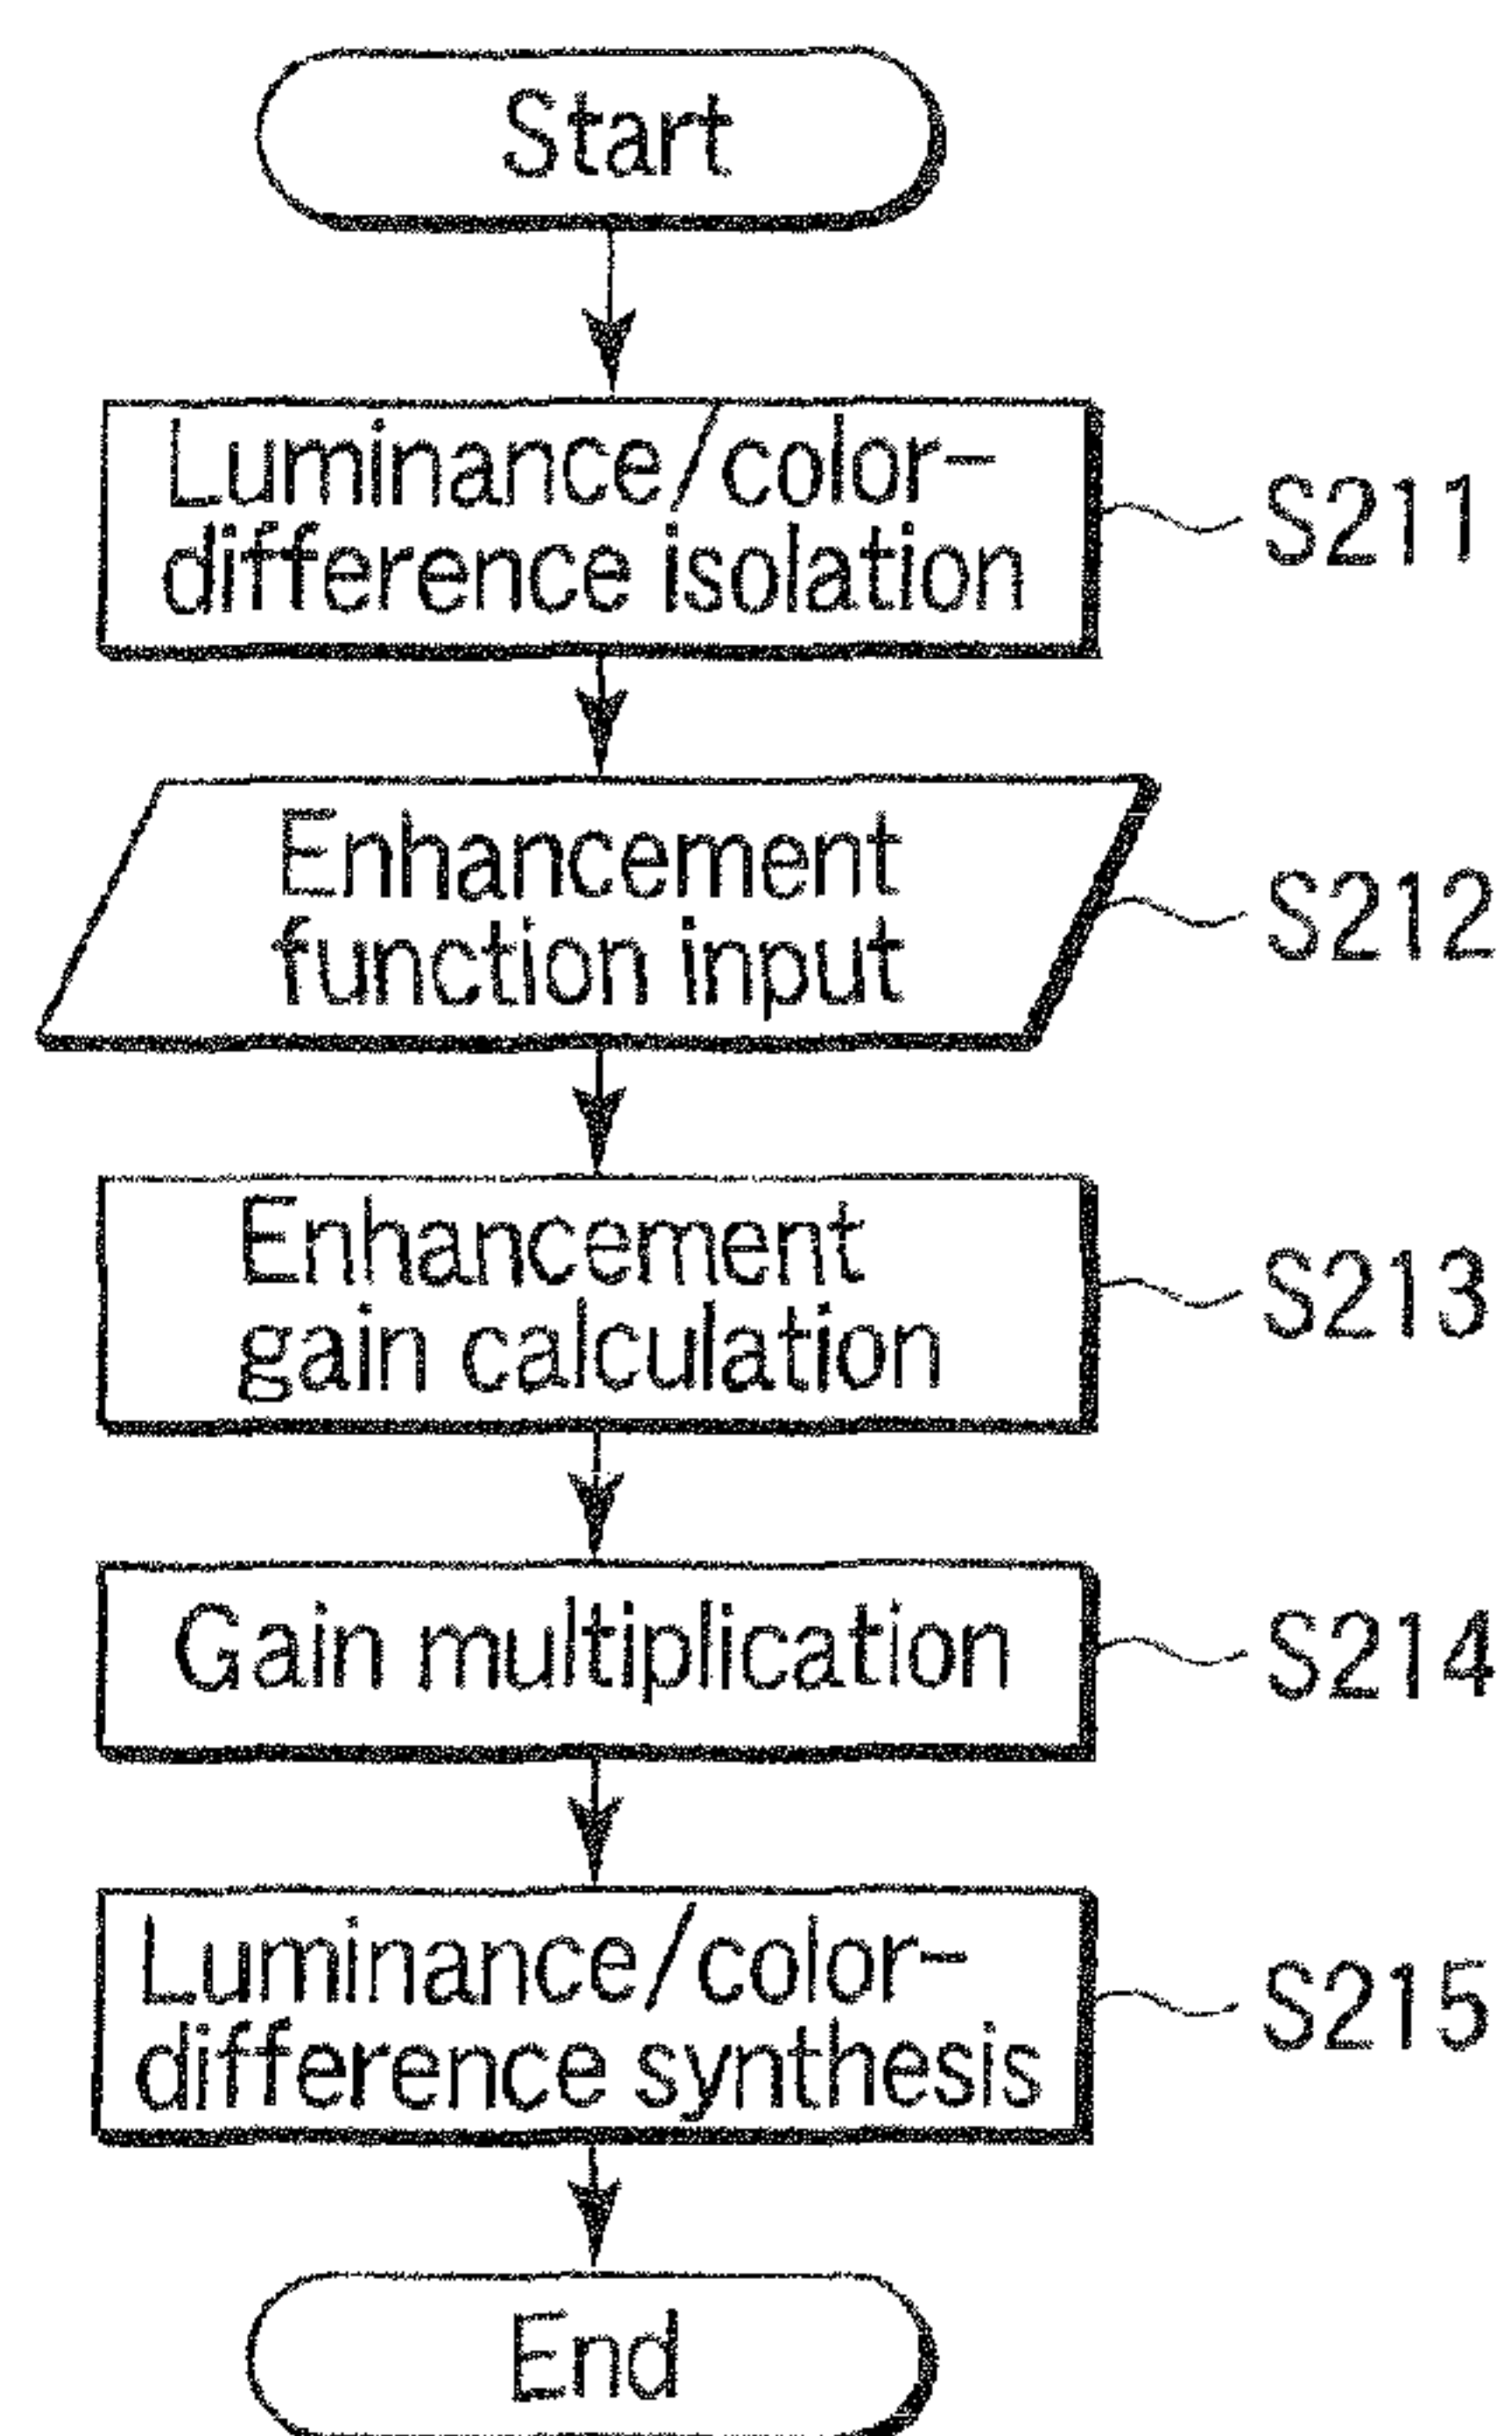 Start
Luminance/color-
difference isolation
S211
Enhancement
function input
S212
Enhancement
gain calculation
S213
Gain multiplication
S214
Luminance/color-
difference synthesis
S215
End